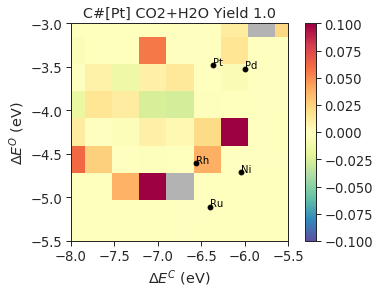 C#[Pt] CO2+H2O Yield 1.0
−3.0
−3.5
−4.0
−4.5
−5.0
−5.5
ΔE^O (eV)
Pt
Pd
Rh
Ni
Ru
−8.0 −7.5 −7.0 −6.5 −6.0 −5.5
ΔE^C (eV)
0.100
0.075
0.050
0.025
0.000
−0.025
−0.050
−0.075
−0.100